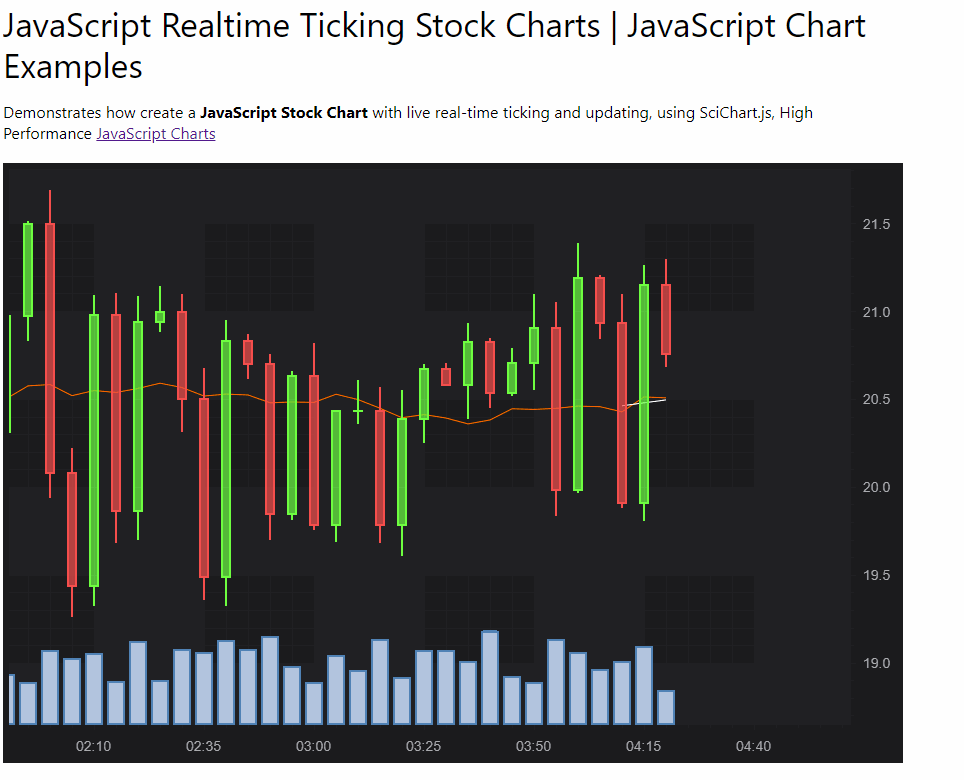 JavaScript Realtime Ticking Stock Charts | JavaScript Chart
Examples
Demonstrates how create a JavaScript Stock Chart with live real-time ticking and updating, using SciChart.js, High
Performance JavaScript Charts
21.5
21.0
20.5
20.0
19.5
19.0
02:10 02:35 03:00 03:25 03:50 04:15 04:40